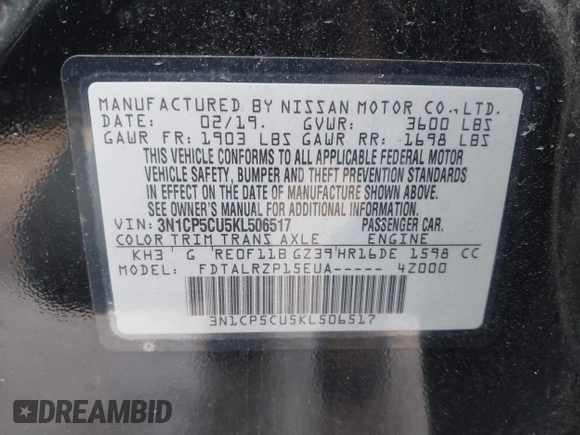 MANUFACTURED BY NISSAN MOTOR CO.,LTD.
DATE: 02/19. GVWR: 3600 LBS
GAWR FR: 1903 LBS GAWR RR: 1698 LBS
THIS VEHICLE CONFORMS TO ALL APPLICABLE FEDERAL MOTOR
VEHICLE SAFETY, BUMPER AND THEFT PREVENTION STANDARDS
IN EFFECT ON THE DATE OF MANUFACTURE SHOWN ABOVE.
SEE OWNER'S MANUAL FOR ADDITIONAL INFORMATION.
VIN: 3N1CP5CU5KL506517 PASSENGER CAR.
COLOR TRIM TRANS AXLE ENGINE
KH3 G RE0F11B GZ39 HR16DE 1598 CC
FDTALRZP15EUA----- 4Z000
3N1CP5CU5KL506517
DREAMBID